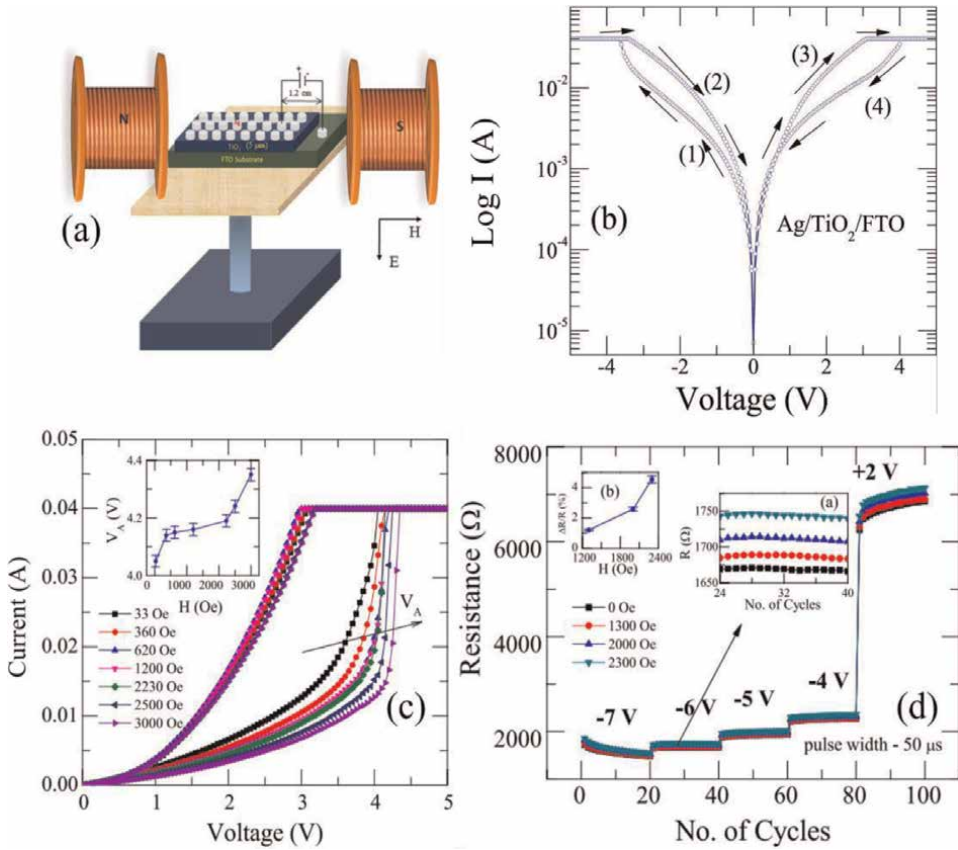 N
S
1.2 cm
TiO2 (7 μm)
FTO Substrate
(a)
H
E
Log I (A)
10-2
10-3
10-4
10-5
(1)
(2)
(3)
(4)
(b)
Ag/TiO2/FTO
-4 -2 0 2 4
Voltage (V)
Current (A)
0.05
0.04
0.03
0.02
0.01
0.00
VA (V)
4.4
4.2
4.0
0 1000 2000 3000
H (Oe)
33 Oe
360 Oe
620 Oe
1200 Oe
2230 Oe
2500 Oe
3000 Oe
VA
(c)
0 1 2 3 4 5
Voltage (V)
Resistance (Ω)
8000
6000
4000
2000
ΔR/R (%)
4
2
0
(b)
1200 1800 2400
H (Oe)
R (Ω)
1750
1700
1650
(a)
24 32 40
No. of Cycles
0 Oe
1300 Oe
2000 Oe
2300 Oe
+2 V
-7 V
-6 V
-5 V
-4 V
(d)
pulse width - 50 μs
0 20 40 60 80 100
No. of Cycles